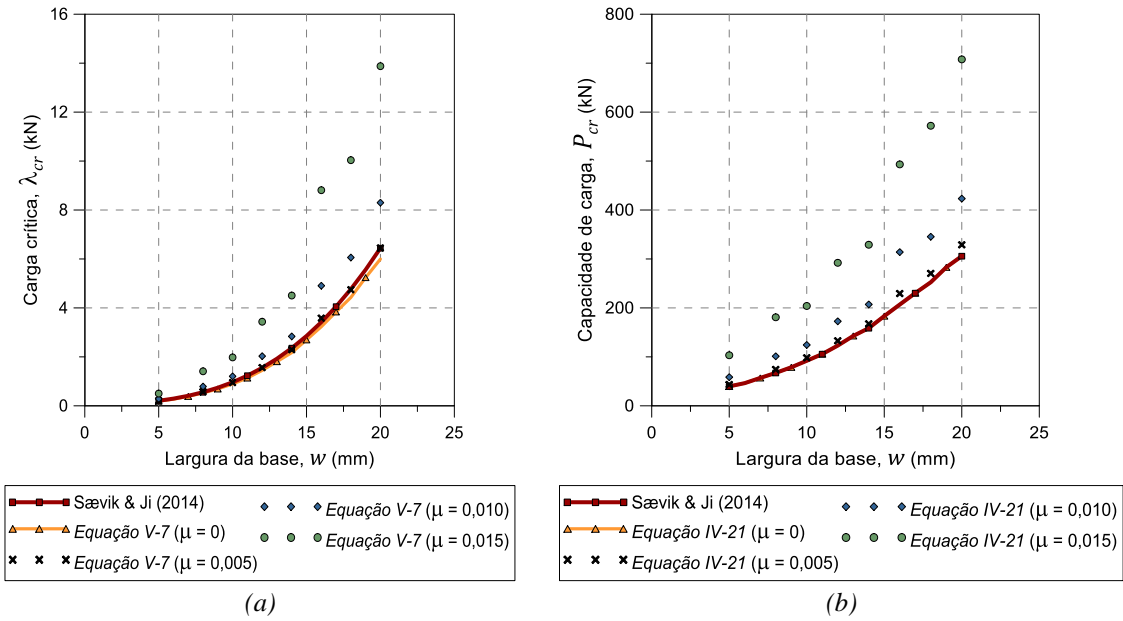 16
12
8
4
0
Carga crítica, λcr (kN)
0 5 10 15 20 25
Largura da base, w (mm)
Sævik & Ji (2014)
Equação V-7 (μ = 0)
Equação V-7 (μ = 0,005)
Equação V-7 (μ = 0,010)
Equação V-7 (μ = 0,015)
(a)
800
600
400
200
0
Capacidade de carga, Pcr (kN)
0 5 10 15 20 25
Largura da base, w (mm)
Sævik & Ji (2014)
Equação IV-21 (μ = 0)
Equação IV-21 (μ = 0,005)
Equação IV-21 (μ = 0,010)
Equação IV-21 (μ = 0,015)
(b)